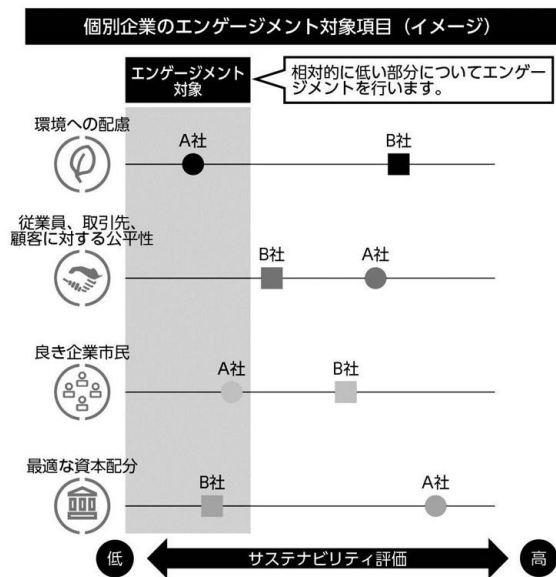 個別企業のエンゲージメント対象項目（イメージ）
エンゲージメント
対象
相対的に低い部分についてエンゲー
ジメントを行います。
環境への配慮
A社
B社
従業員、取引先、
顧客に対する公平性
B社
A社
良き企業市民
A社
B社
最適な資本配分
B社
A社
低
サステナビリティ評価
高